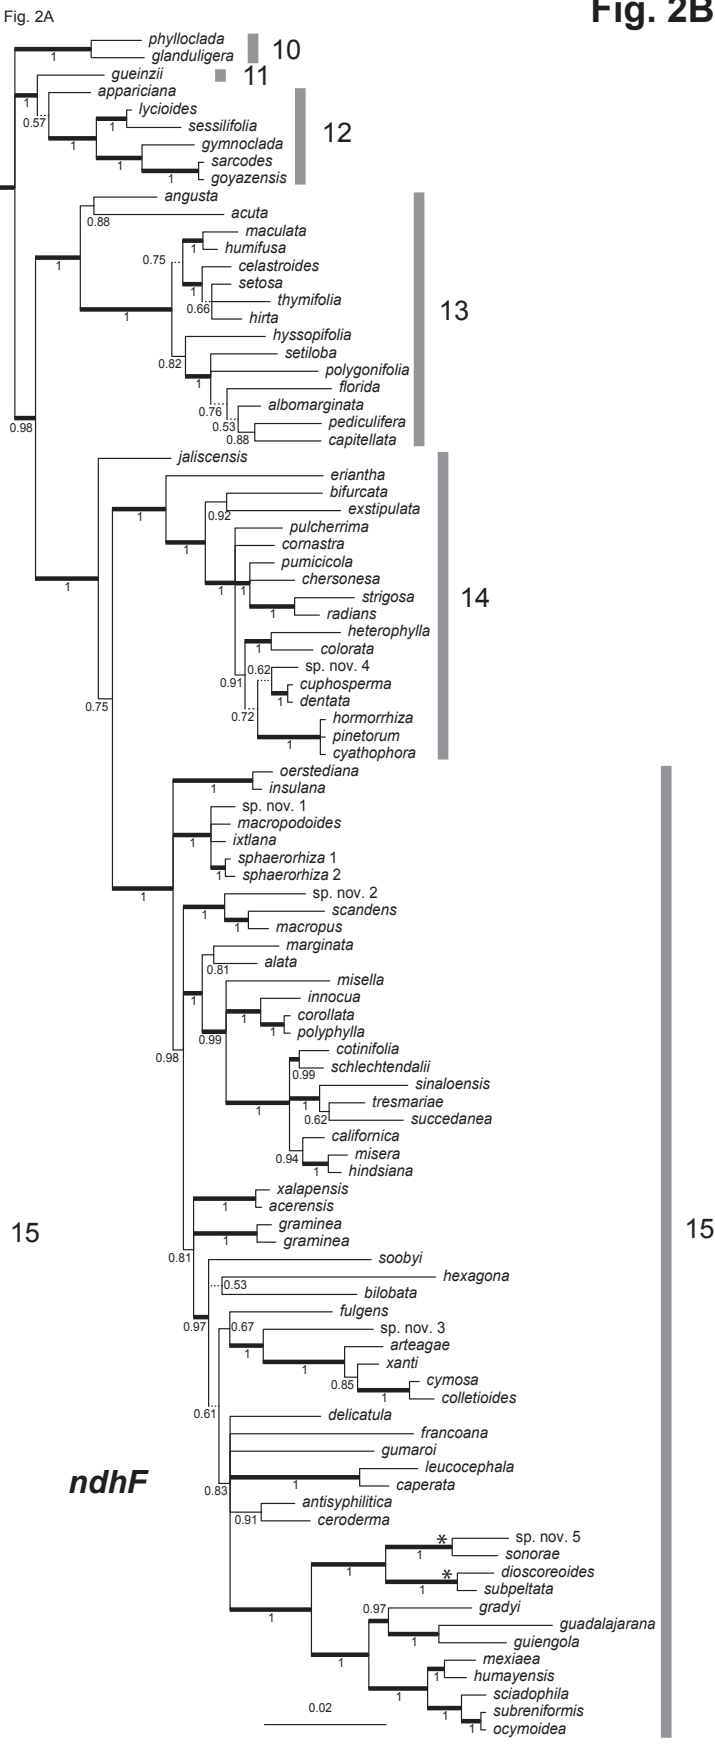 Fig. 2A
Fig. 2B
phylloclada
1
glanduligera
10
gueinzii
11
1
appariciana
0.57
lycioides
1
sessilifolia
12
1
gymnoclada
1
sarcodes
1
goyazensis
angusta
0.88
acuta
maculata
1
humifusa
0.75
1
celastroides
1
setosa
0.66
thymifolia
1
hirta
13
hyssopifolia
0.82
setiloba
1
polygonifolia
florida
0.76
albomarginata
0.53
pediculifera
0.88
capitellata
0.98
jaliscensis
eriantha
bifurcata
0.92
exstipulata
1
pulcherrima
1
cornastra
pumicicola
1
1
1
chersonesa
strigosa
14
1
radians
heterophylla
1
colorata
0.62
sp. nov. 4
0.91
cuphosperma
1
dentata
0.75
0.72
hormorrhiza
pinetorum
1
cyathophora
oerstediana
1
insulana
sp. nov. 1
macropodoides
1
ixtlana
sphaerorhiza 1
1
sphaerorhiza 2
1
sp. nov. 2
1
scandens
1
macropus
marginata
0.81
alata
misella
1
innocua
1
corollata
1
polyphylla
0.99
cotinifolia
0.98
schlechtendalii
0.99
sinaloensis
1
1
tresmariae
0.62
succedanea
californica
0.94
misera
1
hindsiana
xalapensis
1
acerensis
graminea
15
15
1
graminea
0.81
soobyi
hexagona
0.53
bilobata
fulgens
0.97
0.67
sp. nov. 3
1
arteagae
1
xanti
0.85
cymosa
1
colletioides
0.61
delicatula
francoana
gumaroi
leucocephala
ndhF
1
caperata
0.83
antisyphilitica
0.91
ceroderma
*
sp. nov. 5
1
sonorae
1
*
dioscoreoides
1
subpeltata
0.97
gradyi
1
guadalajarana
1
guiengola
1
mexiaea
1
humayensis
1
sciadophila
1
subreniformis
0.02
1
ocymoidea